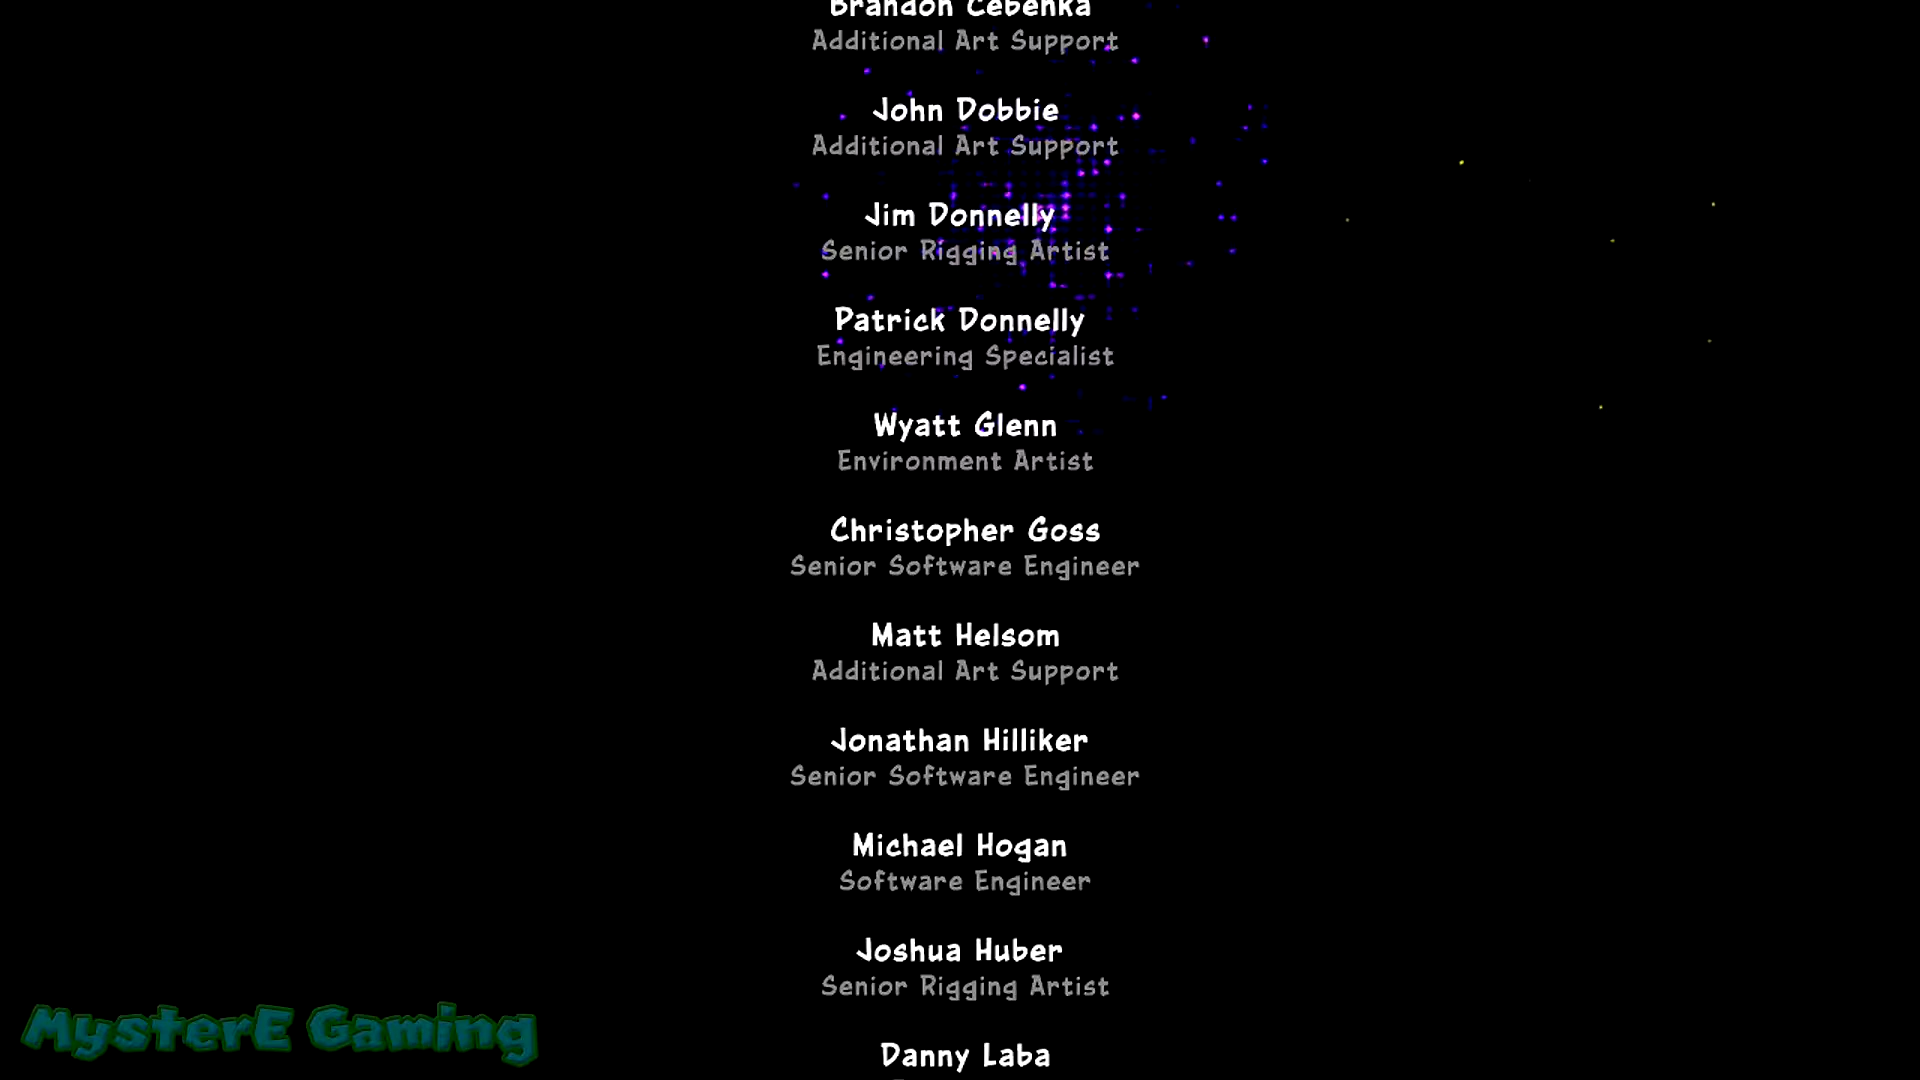 Brandon Cebenka
Additional Art Support
John Dobbie
Additional Art Support
Jim Donnelly
Senior Rigging Artist
Patrick Donnelly
Engineering Specialist
Wyatt Glenn
Environment Artist
Christopher Goss
Senior Software Engineer
Matt Helsom
Additional Art Support
Jonathan Hilliker
Senior Software Engineer
Michael Hogan
Software Engineer
Joshua Huber
Senior Rigging Artist
Danny Laba
MysterE Gaming